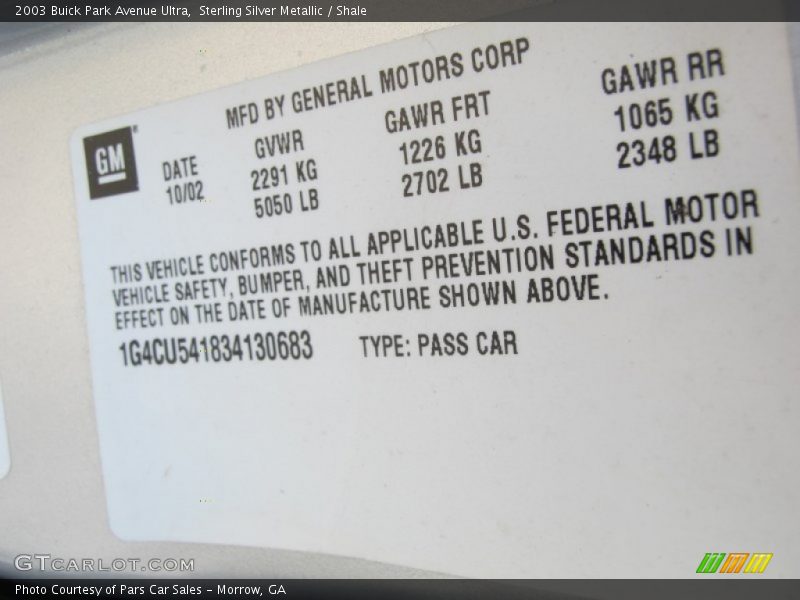 2003 Buick Park Avenue Ultra,  Sterling Silver Metallic / Shale
MFD BY GENERAL MOTORS CORP
GM
DATE GVWR GAWR FRT GAWR RR
10/02 2291 KG 1226 KG 1065 KG
5050 LB 2702 LB 2348 LB
THIS VEHICLE CONFORMS TO ALL APPLICABLE U.S. FEDERAL MOTOR
VEHICLE SAFETY, BUMPER, AND THEFT PREVENTION STANDARDS IN
EFFECT ON THE DATE OF MANUFACTURE SHOWN ABOVE.
1G4CU541834130683 TYPE: PASS CAR
GTCARLOT.COM
Photo Courtesy of Pars Car Sales - Morrow, GA